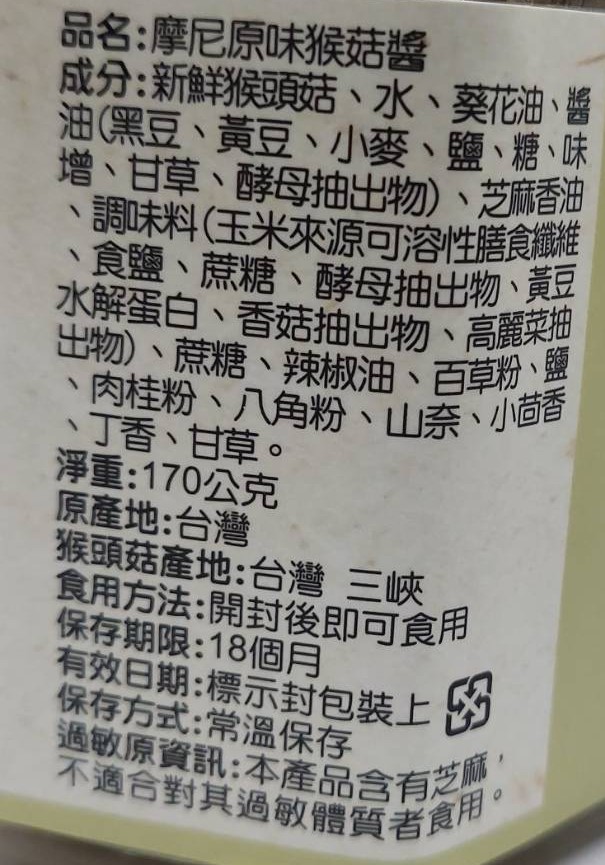 品名:摩尼原味猴菇醬
成分:新鮮猴頭菇、水、葵花油、醬
油(黑豆、黃豆、小麥、鹽、糖、味
增、甘草、酵母抽出物)、芝麻香油
、調味料(玉米來源可溶性膳食纖維
、食鹽、蔗糖、酵母抽出物、黃豆
水解蛋白、香菇抽出物、高麗菜抽
出物)、蔗糖、辣椒油、百草粉、鹽
、肉桂粉、八角粉、山奈、小茴香
、丁香、甘草。
淨重:170公克
原產地:台灣
猴頭菇產地:台灣 三峽
食用方法:開封後即可食用
保存期限:18個月
有效日期:標示封包裝上
保存方式:常溫保存
過敏原資訊:本產品含有芝麻,
不適合對其過敏體質者食用。